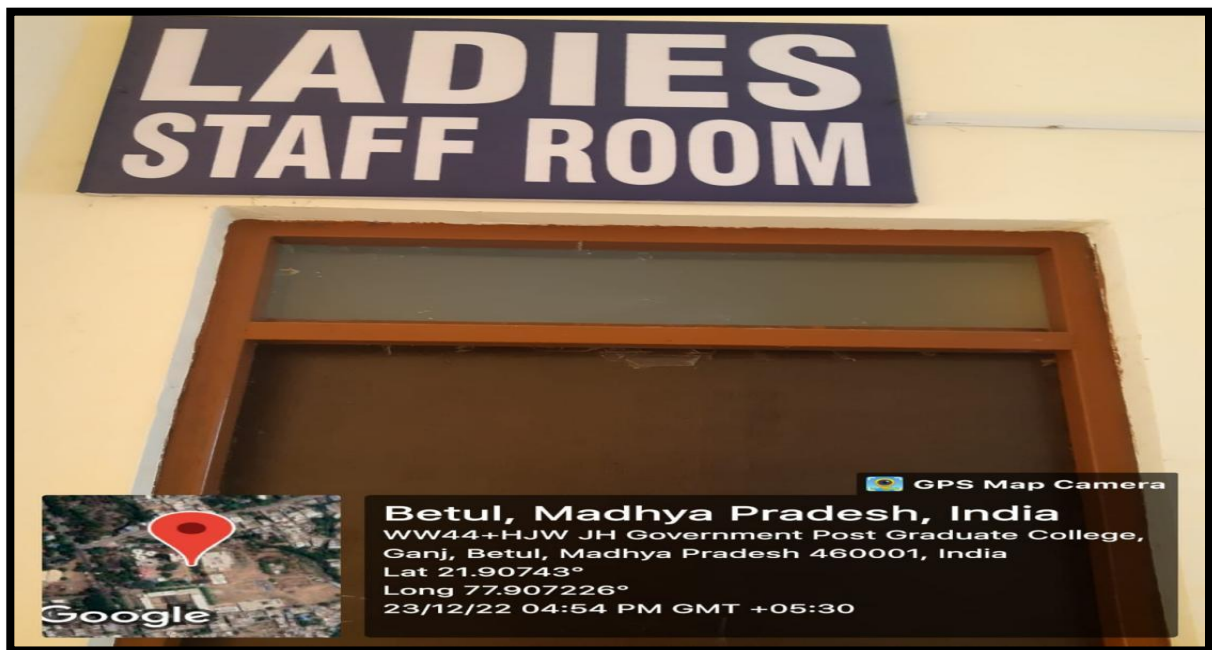 LADIES
STAFF ROOM
GPS Map Camera
Betul, Madhya Pradesh, India
WW44+HJW JH Government Post Graduate College,
Ganj, Betul, Madhya Pradesh 460001, India
Lat 21.90743°
Long 77.907226°
23/12/22 04:54 PM GMT +05:30
Google